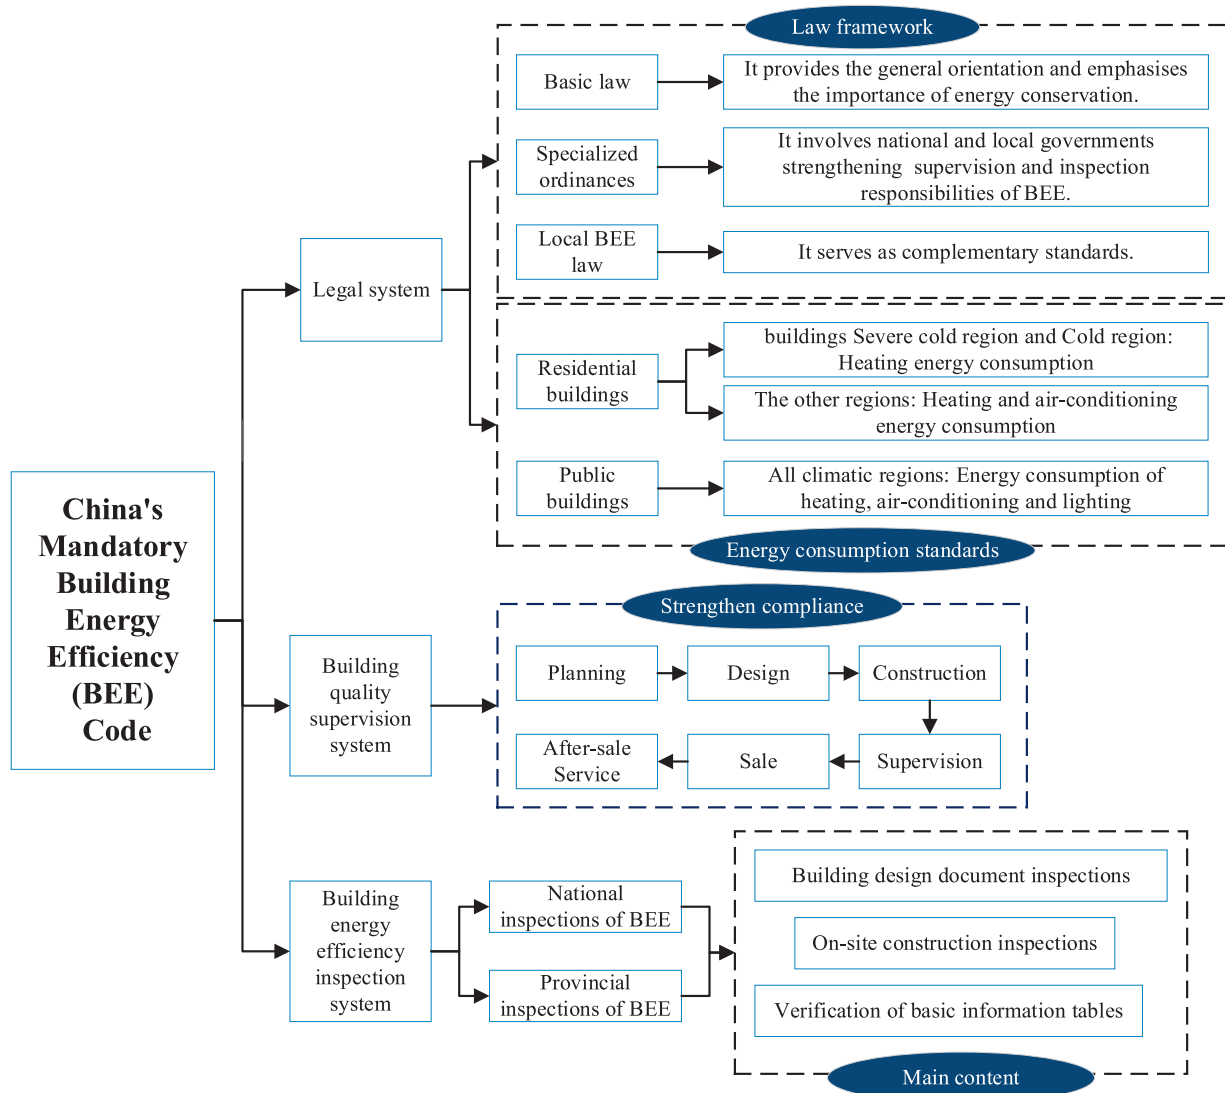 China's
Mandatory
Building
Energy
Efficiency
(BEE)
Code
Legal system
Law framework
Basic law
It provides the general orientation and emphasises
the importance of energy conservation.
Specialized
ordinances
It involves national and local governments
strengthening supervision and inspection
responsibilities of BEE.
Local BEE
law
It serves as complementary standards.
Residential
buildings
buildings Severe cold region and Cold region:
Heating energy consumption
The other regions: Heating and air-conditioning
energy consumption
Public
buildings
All climatic regions: Energy consumption of
heating, air-conditioning and lighting
Energy consumption standards
Building
quality
supervision
system
Strengthen compliance
Planning
Design
Construction
Supervision
Sale
After-sale
Service
Building
energy
efficiency
inspection
system
National
inspections of BEE
Provincial
inspections of BEE
Building design document inspections
On-site construction inspections
Verification of basic information tables
Main content